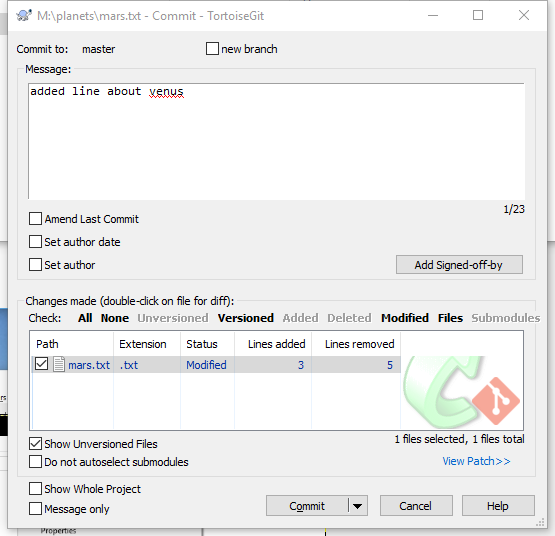 M:\planets\mars.txt - Commit - TortoiseGit
Commit to: master new branch
Message:
added line about venus
1/23
Amend Last Commit
Set author date
Set author
Add Signed-off-by
Changes made (double-click on file for diff):
Check: All None Unversioned Versioned Added Deleted Modified Files Submodules
Path Extension Status Lines added Lines removed
mars.txt .txt Modified 3 5
Show Unversioned Files
1 files selected, 1 files total
Do not autoselect submodules
View Patch>>
Show Whole Project
Message only
Commit Cancel Help
Properties